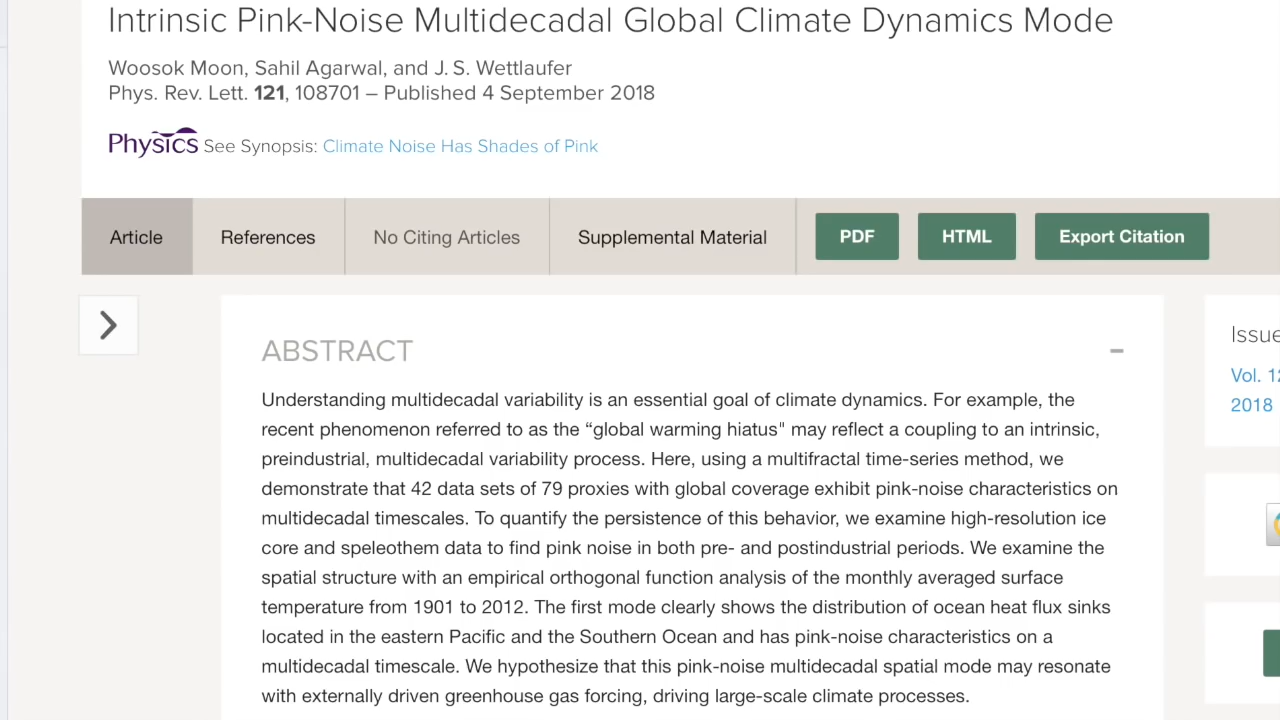 Intrinsic Pink-Noise Multidecadal Global Climate Dynamics Mode
Woosok Moon, Sahil Agarwal, and J. S. Wettlaufer
Phys. Rev. Lett. 121, 108701 – Published 4 September 2018
Physics See Synopsis: Climate Noise Has Shades of Pink
Article References No Citing Articles Supplemental Material PDF HTML Export Citation
ABSTRACT
Understanding multidecadal variability is an essential goal of climate dynamics. For example, the
recent phenomenon referred to as the “global warming hiatus" may reflect a coupling to an intrinsic,
preindustrial, multidecadal variability process. Here, using a multifractal time-series method, we
demonstrate that 42 data sets of 79 proxies with global coverage exhibit pink-noise characteristics on
multidecadal timescales. To quantify the persistence of this behavior, we examine high-resolution ice
core and speleothem data to find pink noise in both pre- and postindustrial periods. We examine the
spatial structure with an empirical orthogonal function analysis of the monthly averaged surface
temperature from 1901 to 2012. The first mode clearly shows the distribution of ocean heat flux sinks
located in the eastern Pacific and the Southern Ocean and has pink-noise characteristics on a
multidecadal timescale. We hypothesize that this pink-noise multidecadal spatial mode may resonate
with externally driven greenhouse gas forcing, driving large-scale climate processes.
Issue
Vol. 12
2018